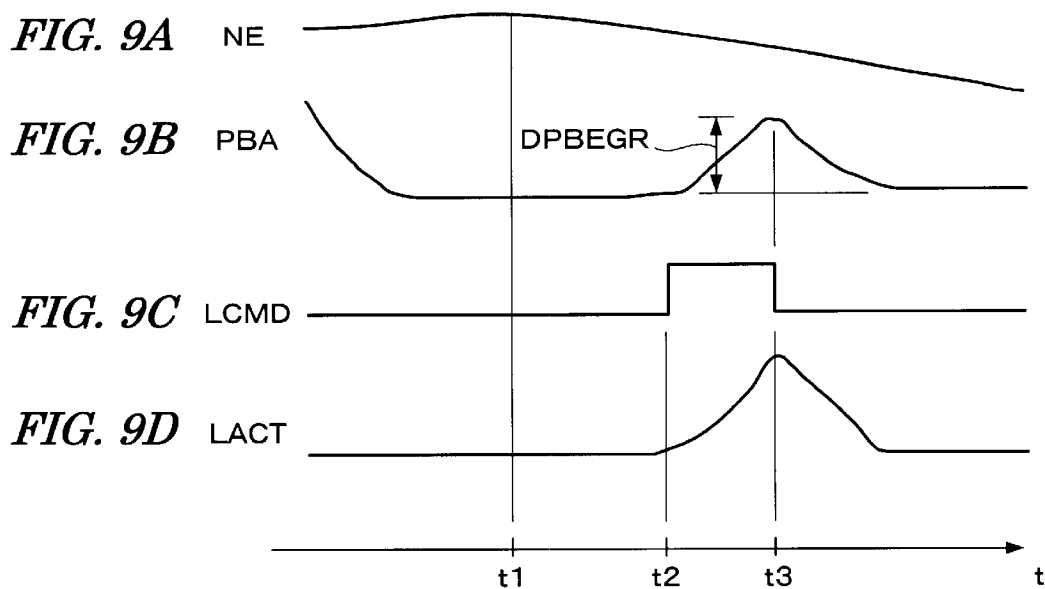 FIG. 9A NE
FIG. 9B PBA
DPBEGR
FIG. 9C LCMD
FIG. 9D LACT
t1 t2 t3 t